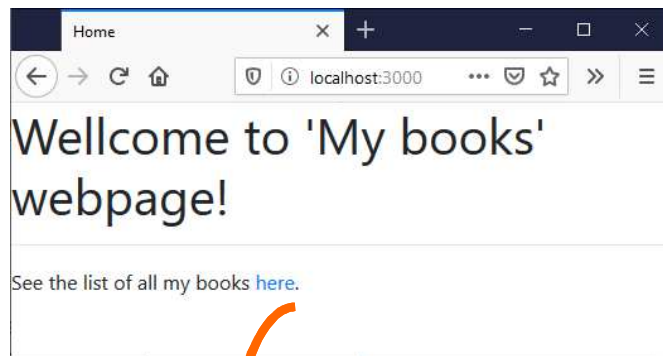 Home
localhost:3000
Wellcome to 'My books'
webpage!
See the list of all my books here.